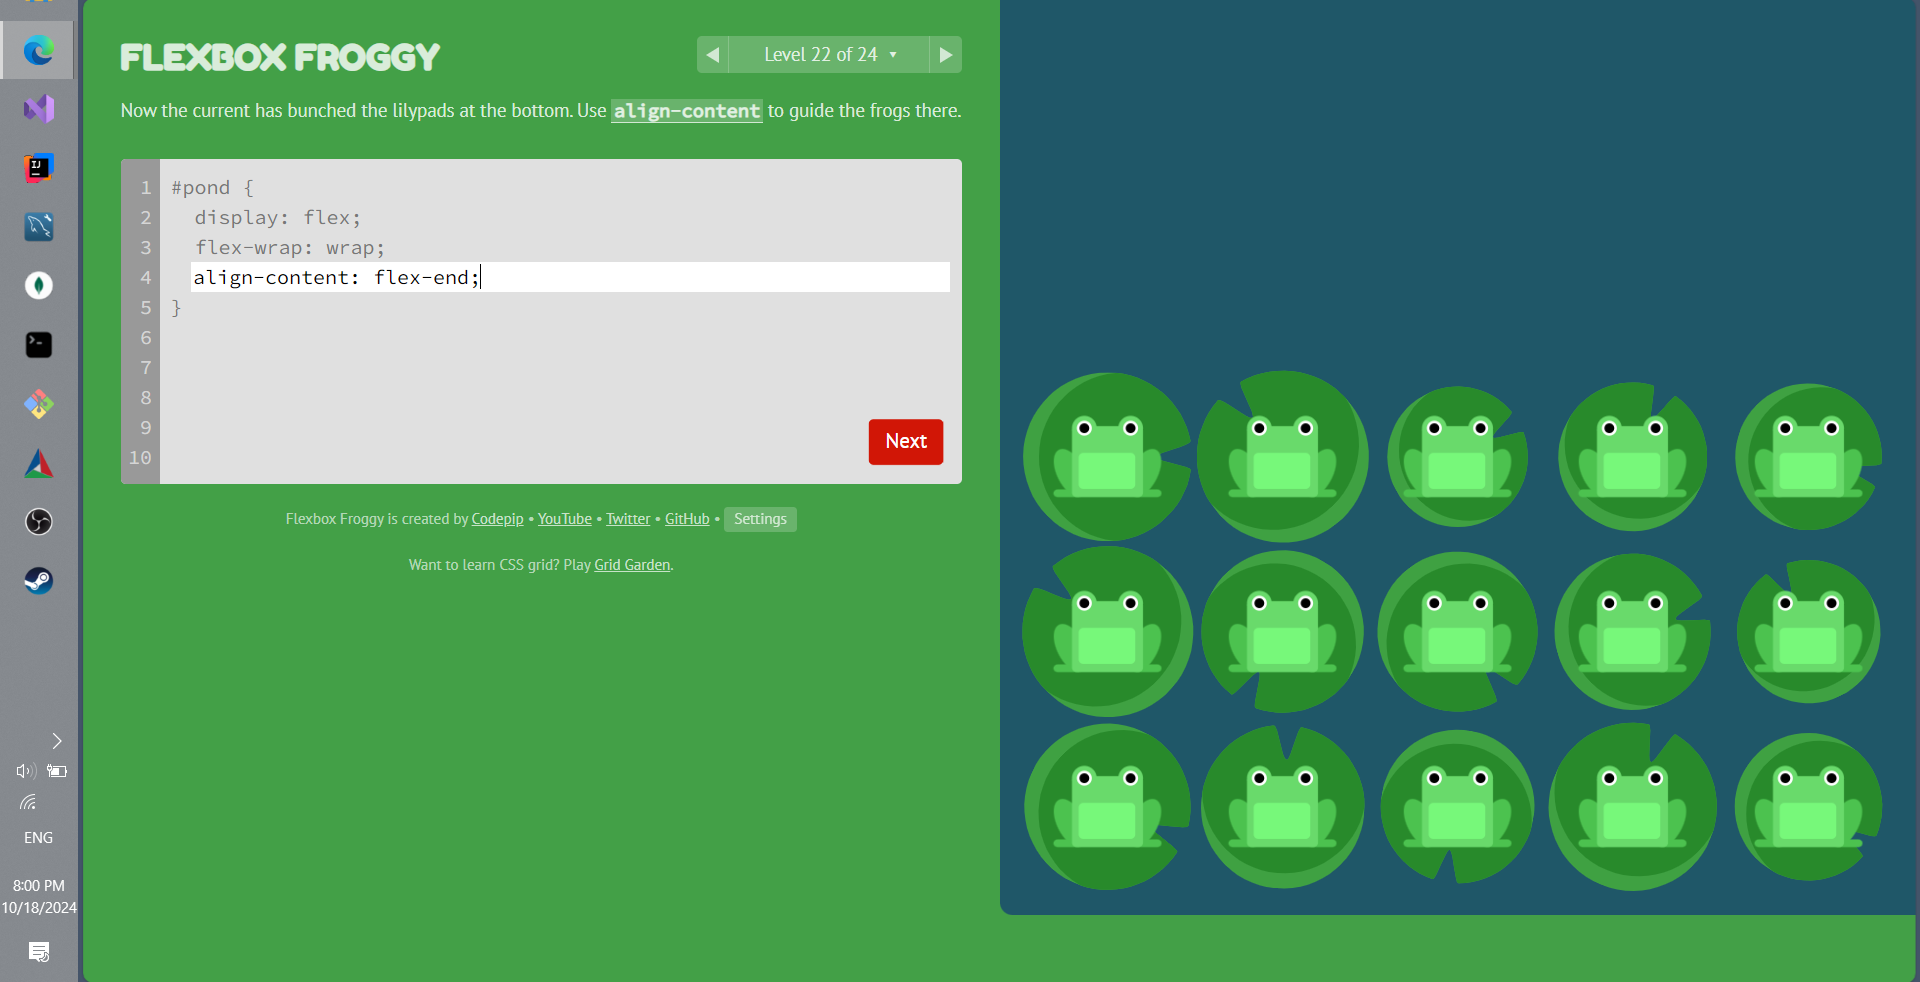 FLEXBOX FROGGY
◀ Level 22 of 24 ▼ ▶
Now the current has bunched the lilypads at the bottom. Use align-content to guide the frogs there.
1 #pond {
2 display: flex;
3 flex-wrap: wrap;
4 align-content: flex-end;
5 }
6
7
8
9
10
Next
Flexbox Froggy is created by Codepip • YouTube • Twitter • GitHub • Settings
Want to learn CSS grid? Play Grid Garden.
IJ
ENG
8:00 PM
10/18/2024